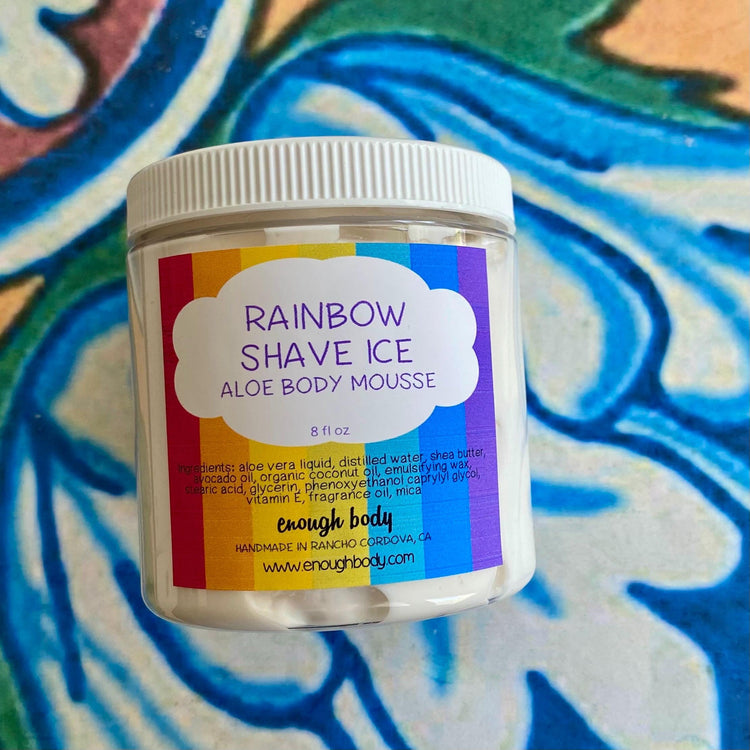 RAINBOW
SHAVE ICE
ALOE BODY MOUSSE
8 fl oz
Ingredients: aloe vera liquid, distilled water, shea butter,
avocado oil, organic coconut oil, emulsifying wax,
stearic acid, glycerin, phenoxyethanol caprylyl glycol,
vitamin E, fragrance oil, mica
enough body
HANDMADE IN RANCHO CORDOVA, CA
www.enoughbody.com